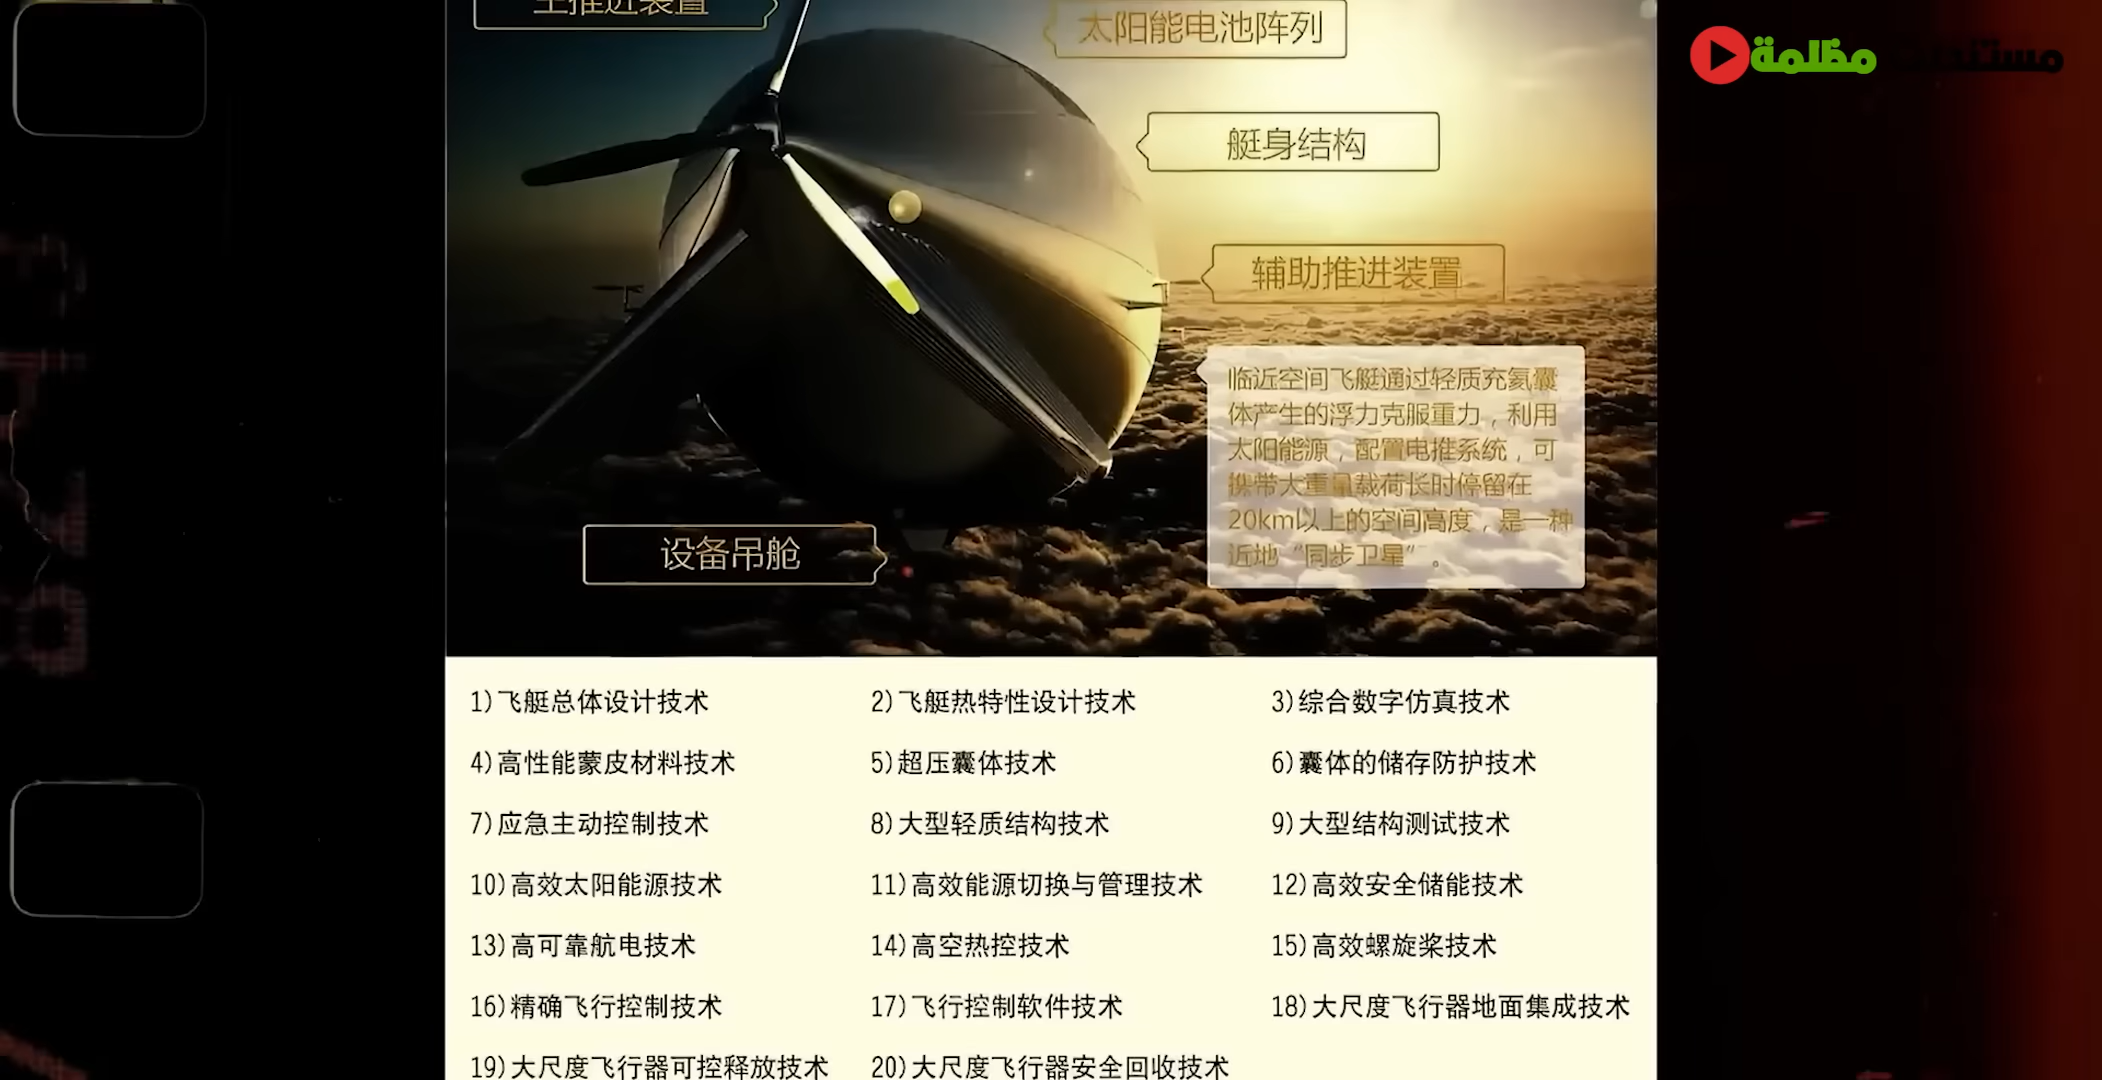 主推进装置
太阳能电池阵列
مظلمة
艇身结构
辅助推进装置
临近空间飞艇通过轻质充氦囊
体产生的浮力克服重力，利用
太阳能源，配置电推系统，可
携带大重量载荷长时停留在
20km以上的空间高度，是一种
近地“同步卫星”。
设备吊舱
1)飞艇总体设计技术 2)飞艇热特性设计技术 3)综合数字仿真技术
4)高性能蒙皮材料技术 5)超压囊体技术 6)囊体的储存防护技术
7)应急主动控制技术 8)大型轻质结构技术 9)大型结构测试技术
10)高效太阳能源技术 11)高效能源切换与管理技术 12)高效安全储能技术
13)高可靠航电技术 14)高空热控技术 15)高效螺旋桨技术
16)精确飞行控制技术 17)飞行控制软件技术 18)大尺度飞行器地面集成技术
19)大尺度飞行器可控释放技术 20)大尺度飞行器安全回收技术